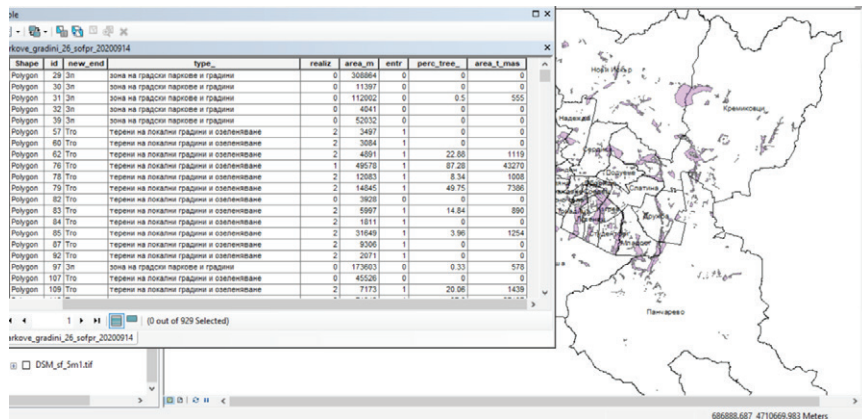 ble
arkove_gradini_26_sofpr_20200914
Shape id new_end type_ realiz area_m entr perc_tree_ area_t_mas
Polygon 29 Зп зона на градски паркове и градини 0 308864 0 0 0
Polygon 30 Зп зона на градски паркове и градини 0 11397 0 0 0
Polygon 31 Зп зона на градски паркове и градини 0 112002 0 0.5 555
Polygon 32 Зп зона на градски паркове и градини 0 4041 0 0 0
Polygon 39 Зп зона на градски паркове и градини 0 52032 0 0 0
Polygon 57 Тго терени на локални градини и озеленяване 2 3497 1 0 0
Polygon 60 Тго терени на локални градини и озеленяване 2 3084 1 0 0
Polygon 62 Тго терени на локални градини и озеленяване 2 4891 1 22.88 1119
Polygon 76 Тго терени на локални градини и озеленяване 1 49578 1 87.28 43270
Polygon 78 Тго терени на локални градини и озеленяване 2 12083 1 8.34 1008
Polygon 79 Тго терени на локални градини и озеленяване 2 14845 1 49.75 7386
Polygon 82 Тго терени на локални градини и озеленяване 0 3928 0 0 0
Polygon 83 Тго терени на локални градини и озеленяване 2 5997 1 14.84 890
Polygon 84 Тго терени на локални градини и озеленяване 2 1811 1 0 0
Polygon 85 Тго терени на локални градини и озеленяване 2 31649 1 3.96 1254
Polygon 87 Тго терени на локални градини и озеленяване 2 9306 1 0 0
Polygon 92 Тго терени на локални градини и озеленяване 2 2071 1 0 0
Polygon 97 Зп зона на градски паркове и градини 0 173603 0 0.33 578
Polygon 107 Тго терени на локални градини и озеленяване 0 45526 0 0 0
Polygon 109 Тго терени на локални градини и озеленяване 2 7173 1 20.06 1439
1 (0 out of 929 Selected)
arkove_gradini_26_sofpr_20200914
DSM_sf_5m1.tif
Нови Искър
Кремиковци
Надежда
Сердика
Подуяне
Слатина
Дружба
Младост
Панчарево
686888.687 4710669.983 Meters